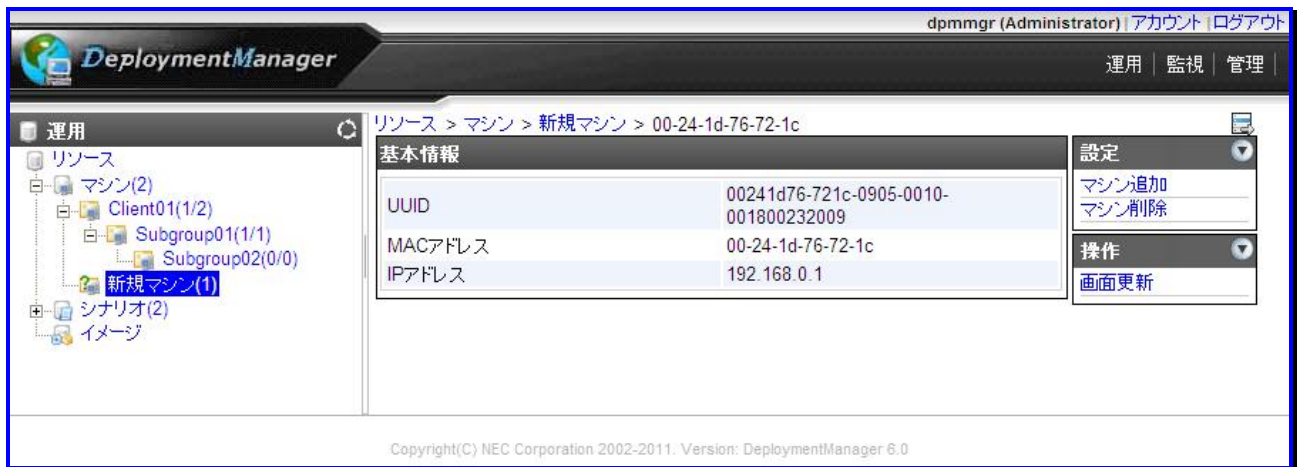 dpmmgr (Administrator) | アカウント | ログアウト
DeploymentManager
運用 | 監視 | 管理 |
運用
リソース
マシン(2)
Client01(1/2)
Subgroup01(1/1)
Subgroup02(0/0)
新規マシン(1)
シナリオ(2)
イメージ
リソース > マシン > 新規マシン > 00-24-1d-76-72-1c
基本情報
UUID 00241d76-721c-0905-0010-
001800232009
MACアドレス 00-24-1d-76-72-1c
IPアドレス 192.168.0.1
設定
マシン追加
マシン削除
操作
画面更新
Copyright(C) NEC Corporation 2002-2011. Version: DeploymentManager 6.0